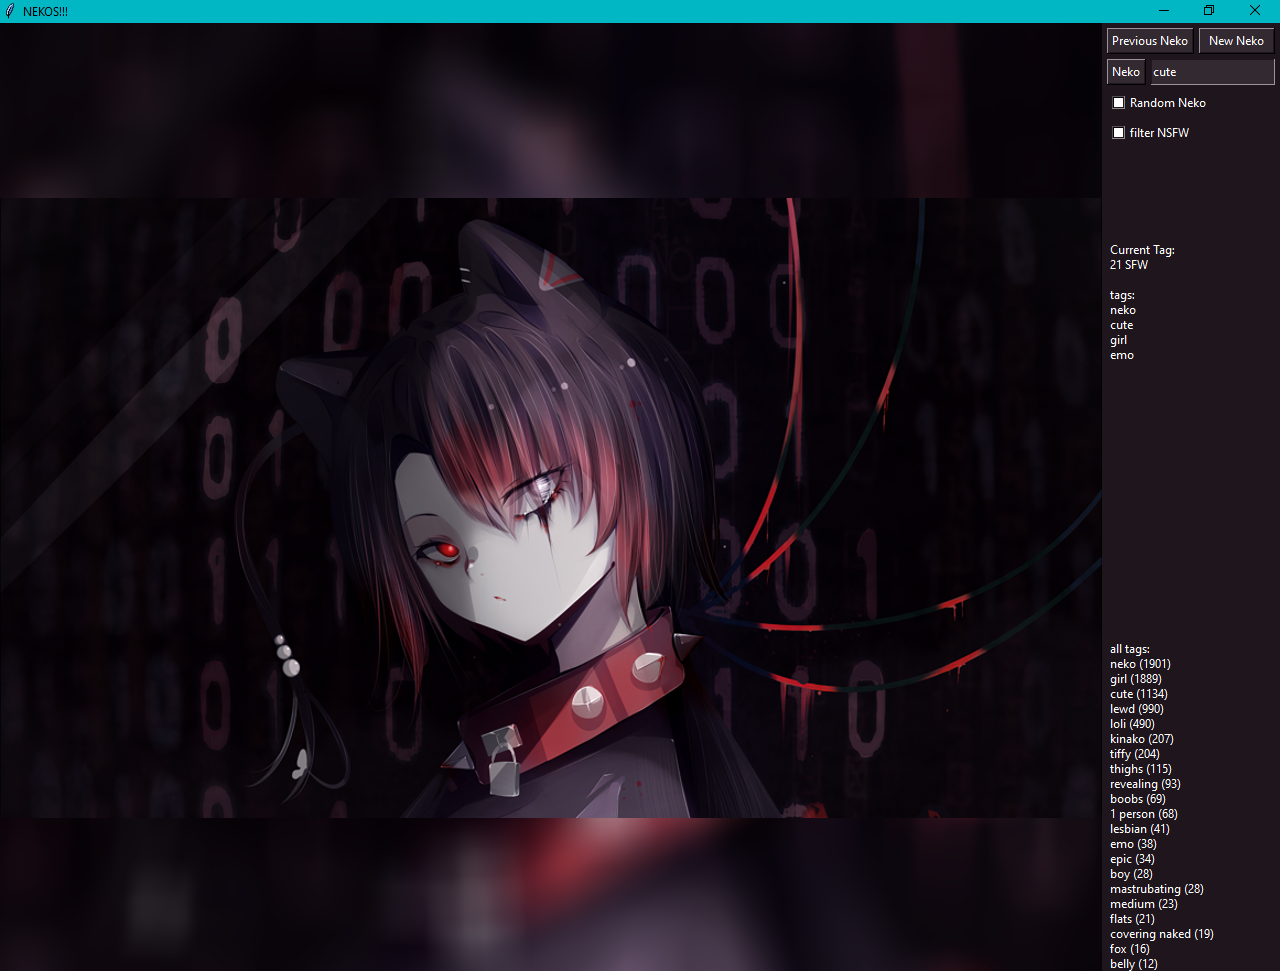 NEKOS!!!
Previous Neko
New Neko
Neko
cute
Random Neko
filter NSFW
Current Tag:
21 SFW
tags:
neko
cute
girl
emo
all tags:
neko (1901)
girl (1889)
cute (1134)
lewd (990)
loli (490)
kinako (207)
tiffy (204)
thighs (115)
revealing (93)
boobs (69)
1 person (68)
lesbian (41)
emo (38)
epic (34)
boy (28)
mastrubating (28)
medium (23)
flats (21)
covering naked (19)
fox (16)
belly (12)